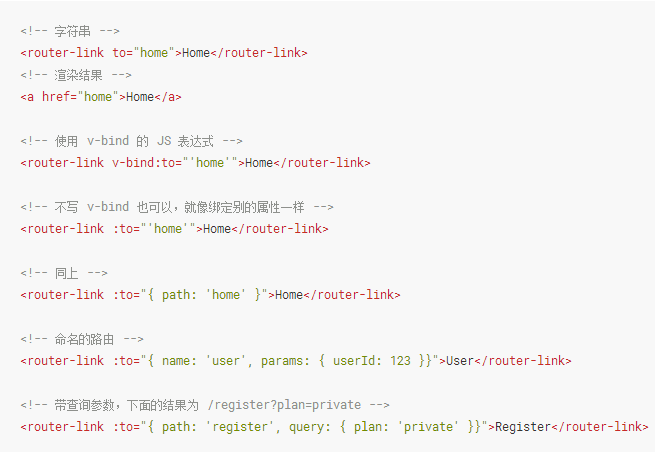 <!-- 字符串 -->
<router-link to="home">Home</router-link>
<!-- 渲染结果 -->
<a href="home">Home</a>
<!-- 使用 v-bind 的 JS 表达式 -->
<router-link v-bind:to="'home'">Home</router-link>
<!-- 不写 v-bind 也可以，就像绑定别的属性一样 -->
<router-link :to="'home'">Home</router-link>
<!-- 同上 -->
<router-link :to="{ path: 'home' }">Home</router-link>
<!-- 命名的路由 -->
<router-link :to="{ name: 'user', params: { userId: 123 }}">User</router-link>
<!-- 带查询参数，下面的结果为 /register?plan=private -->
<router-link :to="{ path: 'register', query: { plan: 'private' }}">Register</router-link>